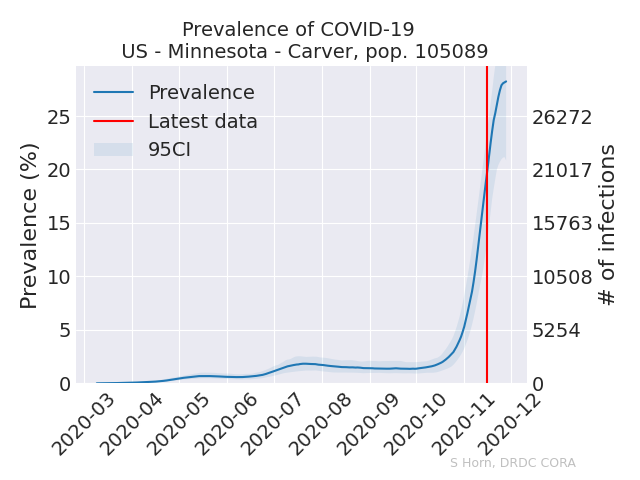 Prevalence of COVID-19
US - Minnesota - Carver, pop. 105089
Prevalence
Latest data
95CI
Prevalence (%)
25
20
15
10
5
0
26272
21017
15763
10508
5254
0
# of infections
2020-03
2020-04
2020-05
2020-06
2020-07
2020-08
2020-09
2020-10
2020-11
2020-12
S Horn, DRDC CORA